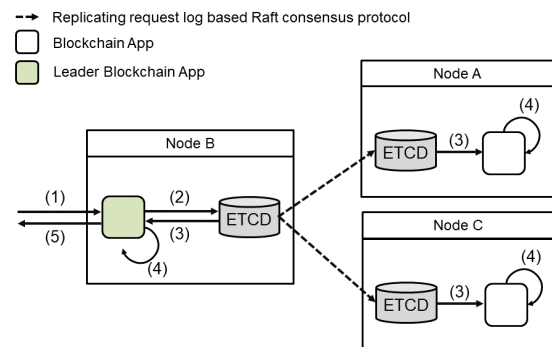 Replicating request log based Raft consensus protocol
Blockchain App
Leader Blockchain App
Node A
(4)
ETCD
(3)
Node B
(1)
(2)
ETCD
(5)
(3)
(4)
Node C
(4)
ETCD
(3)